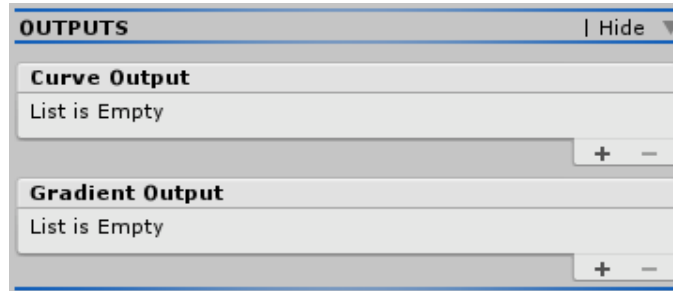 OUTPUTS | Hide
Curve Output
List is Empty
+ −
Gradient Output
List is Empty
+ −